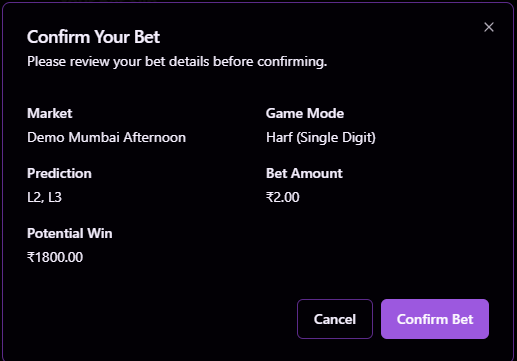 Confirm Your Bet
Please review your bet details before confirming.
Market
Demo Mumbai Afternoon
Game Mode
Harf (Single Digit)
Prediction
L2, L3
Bet Amount
₹2.00
Potential Win
₹1800.00
Cancel
Confirm Bet